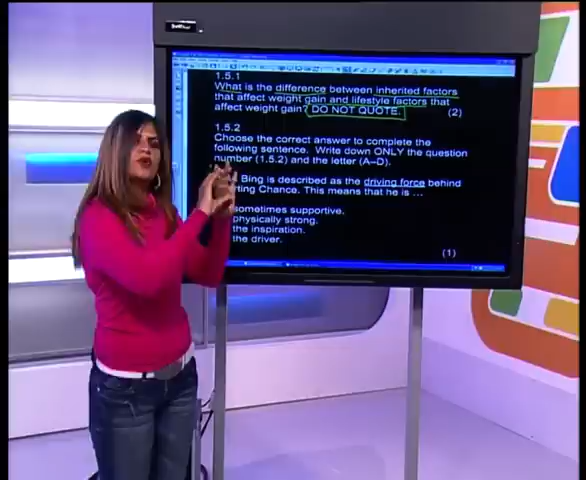 1.5.1
What is the difference between inherited factors
that affect weight gain and lifestyle factors that
affect weight gain? DO NOT QUOTE. (2)
1.5.2
Choose the correct answer to complete the
following sentence. Write down ONLY the question
number (1.5.2) and the letter (A–D).
Bing is described as the driving force behind
Chance. This means that he is ...
sometimes supportive.
physically strong.
the inspiration.
the driver.
(1)